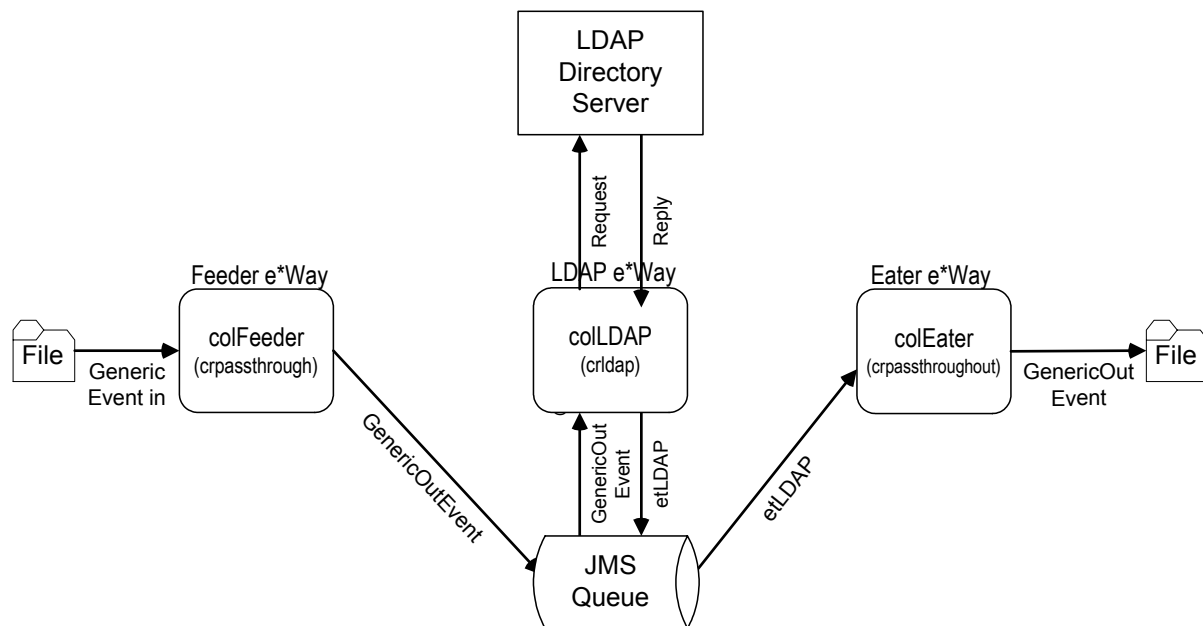 LDAP
Directory
Server
Request
Reply
Feeder e*Way
LDAP e*Way
Eater e*Way
File
Generic
Event in
colFeeder
(crpassthrough)
colLDAP
(crldap)
colEater
(crpassthroughout)
GenericOut
Event
File
GenericOutEvent
GenericOut
Event
etLDAP
etLDAP
JMS
Queue